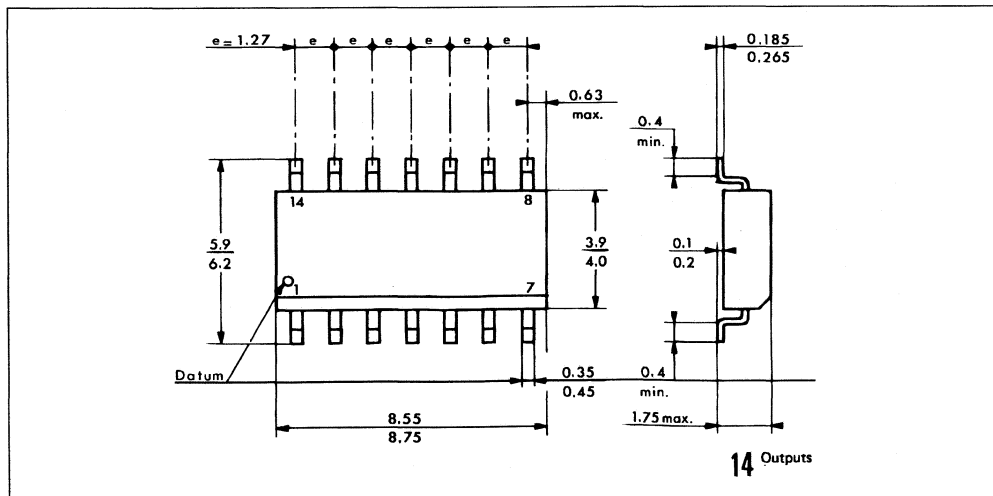 e = 1.27 e e e e e
0.185
0.265
0.63
max.
0.4
min.
14 8
5.9
6.2
3.9
4.0
0.1
0.2
1 7
Datum
0.35
0.45
0.4
min.
1.75 max.
8.55
8.75
14 Outputs